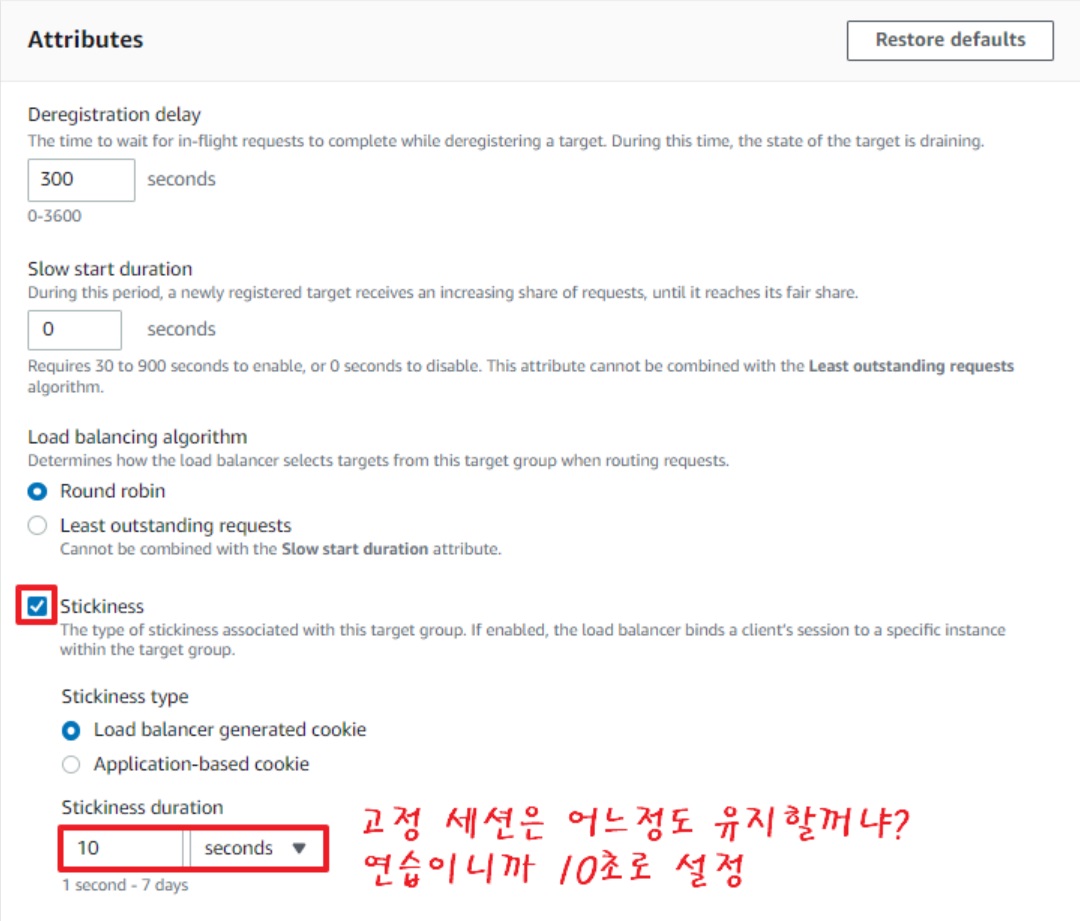 Attributes
Restore defaults
Deregistration delay
The time to wait for in-flight requests to complete while deregistering a target. During this time, the state of the target is draining.
300 seconds
0-3600
Slow start duration
During this period, a newly registered target receives an increasing share of requests, until it reaches its fair share.
0 seconds
Requires 30 to 900 seconds to enable, or 0 seconds to disable. This attribute cannot be combined with the Least outstanding requests
algorithm.
Load balancing algorithm
Determines how the load balancer selects targets from this target group when routing requests.
Round robin
Least outstanding requests
Cannot be combined with the Slow start duration attribute.
Stickiness
The type of stickiness associated with this target group. If enabled, the load balancer binds a client's session to a specific instance
within the target group.
Stickiness type
Load balancer generated cookie
Application-based cookie
Stickiness duration
고정 세션은 어느정도 유지할꺼냐?
10 seconds
연습이니까 10초로 설정
1 second - 7 days